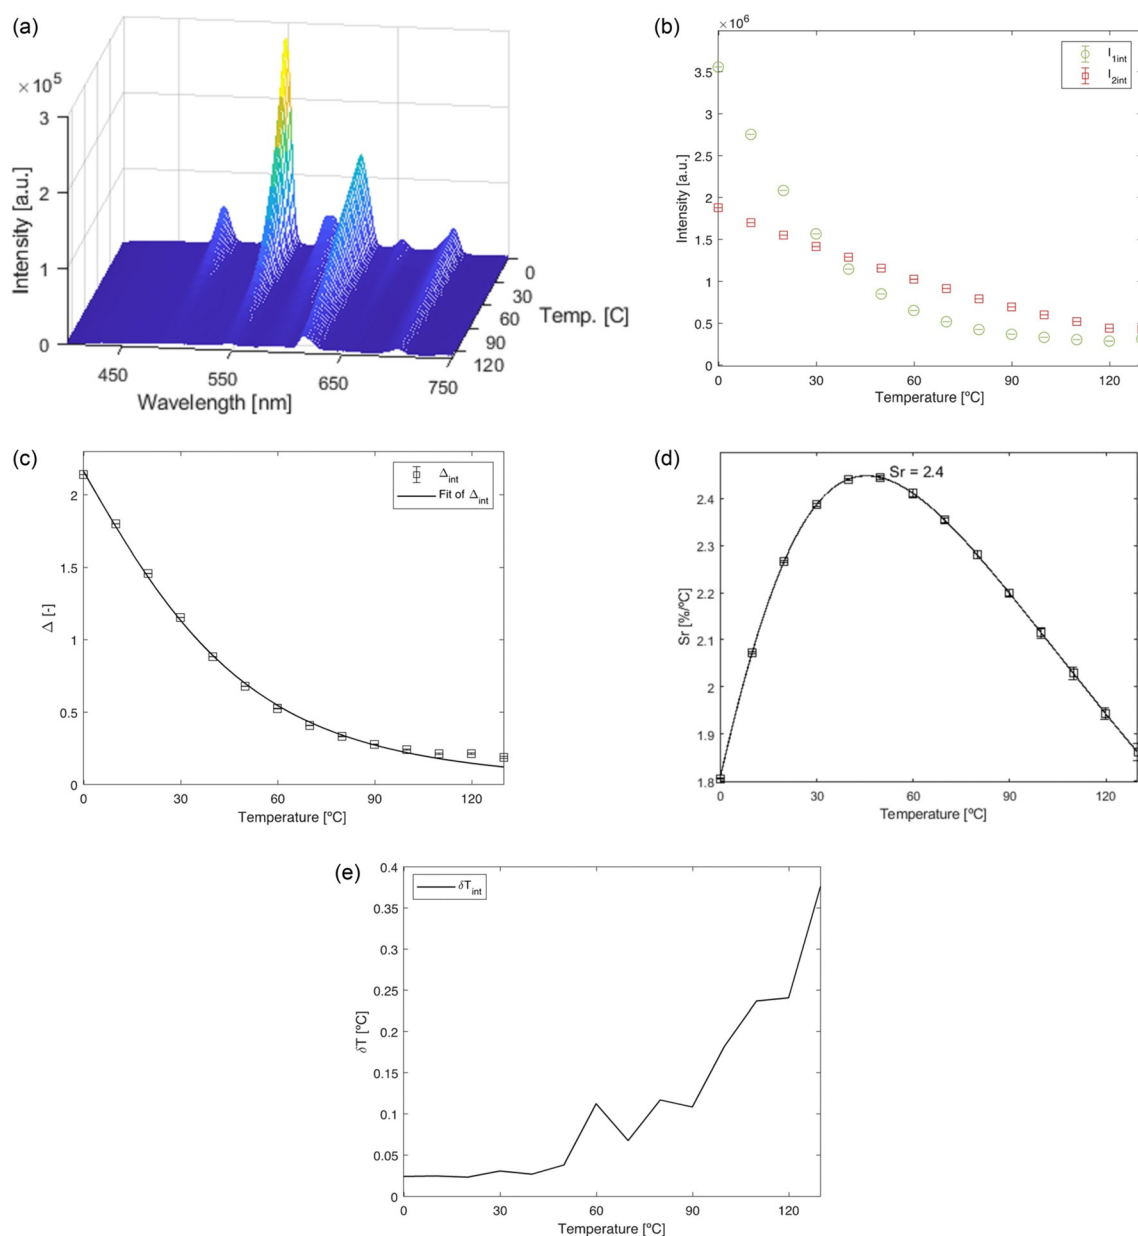 (a)
×10⁵
3
2
1
0
Intensity [a.u.]
450
550
650
750
Wavelength [nm]
0
30
60
90
120
Temp. [C]
(b)
×10⁶
I₁ᵢₙₜ
I₂ᵢₙₜ
3.5
3
2.5
2
1.5
1
0.5
0
Intensity [a.u.]
0
30
60
90
120
Temperature [ºC]
(c)
Δᵢₙₜ
Fit of Δᵢₙₜ
2
1.5
1
0.5
0
Δ [-]
0
30
60
90
120
Temperature [ºC]
(d)
Sr = 2.4
2.4
2.3
2.2
2.1
2
1.9
1.8
Sr [%/ºC]
0
30
60
90
120
Temperature [ºC]
(e)
δTᵢₙₜ
0.4
0.35
0.3
0.25
0.2
0.15
0.1
0.05
0
δT [ºC]
0
30
60
90
120
Temperature [ºC]